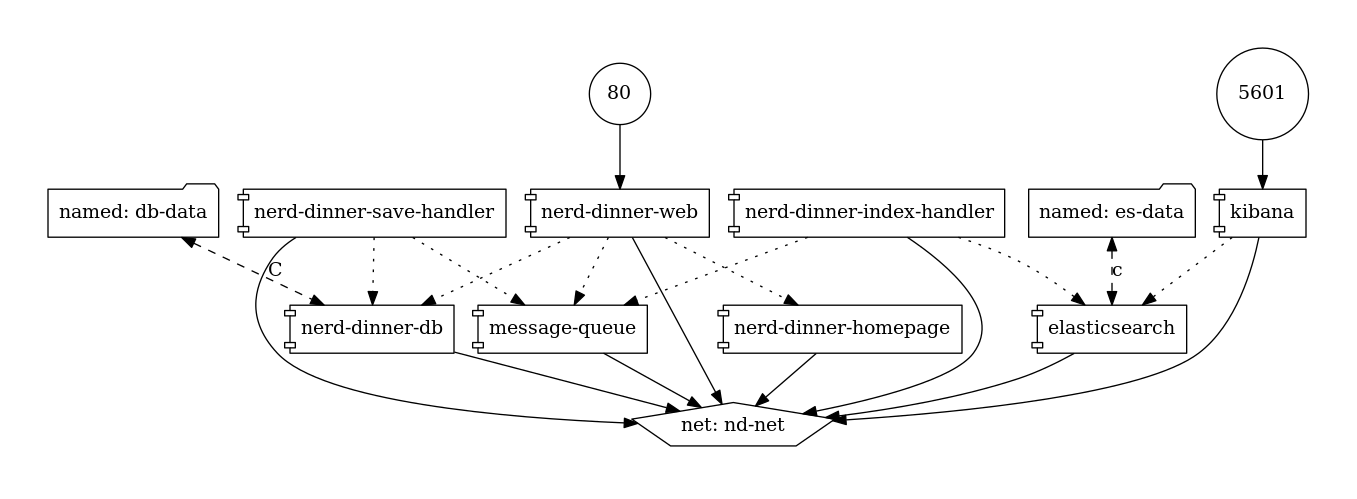 80
5601
named: db-data
nerd-dinner-save-handler
nerd-dinner-web
nerd-dinner-index-handler
named: es-data
kibana
C
c
nerd-dinner-db
message-queue
nerd-dinner-homepage
elasticsearch
net: nd-net